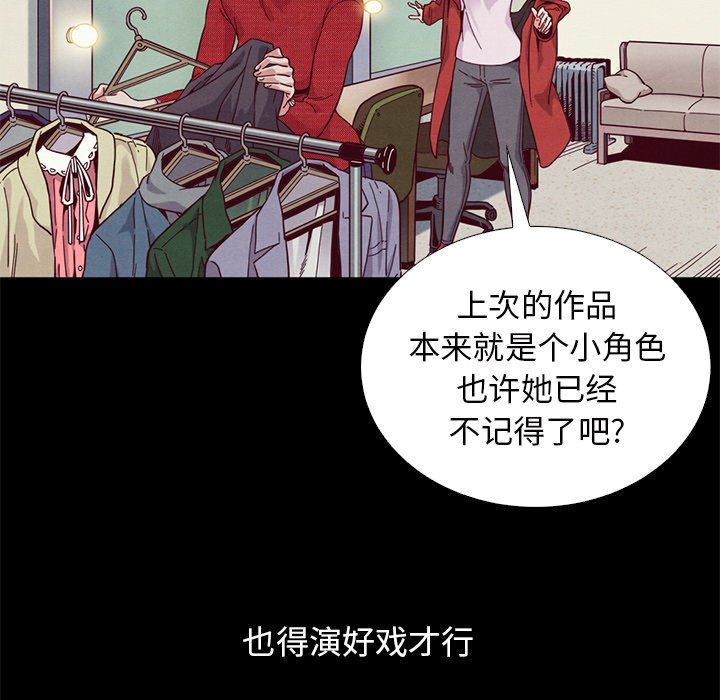 上次的作品
本来就是个小角色
也许她已经
不记得了吧?
也得演好戏才行